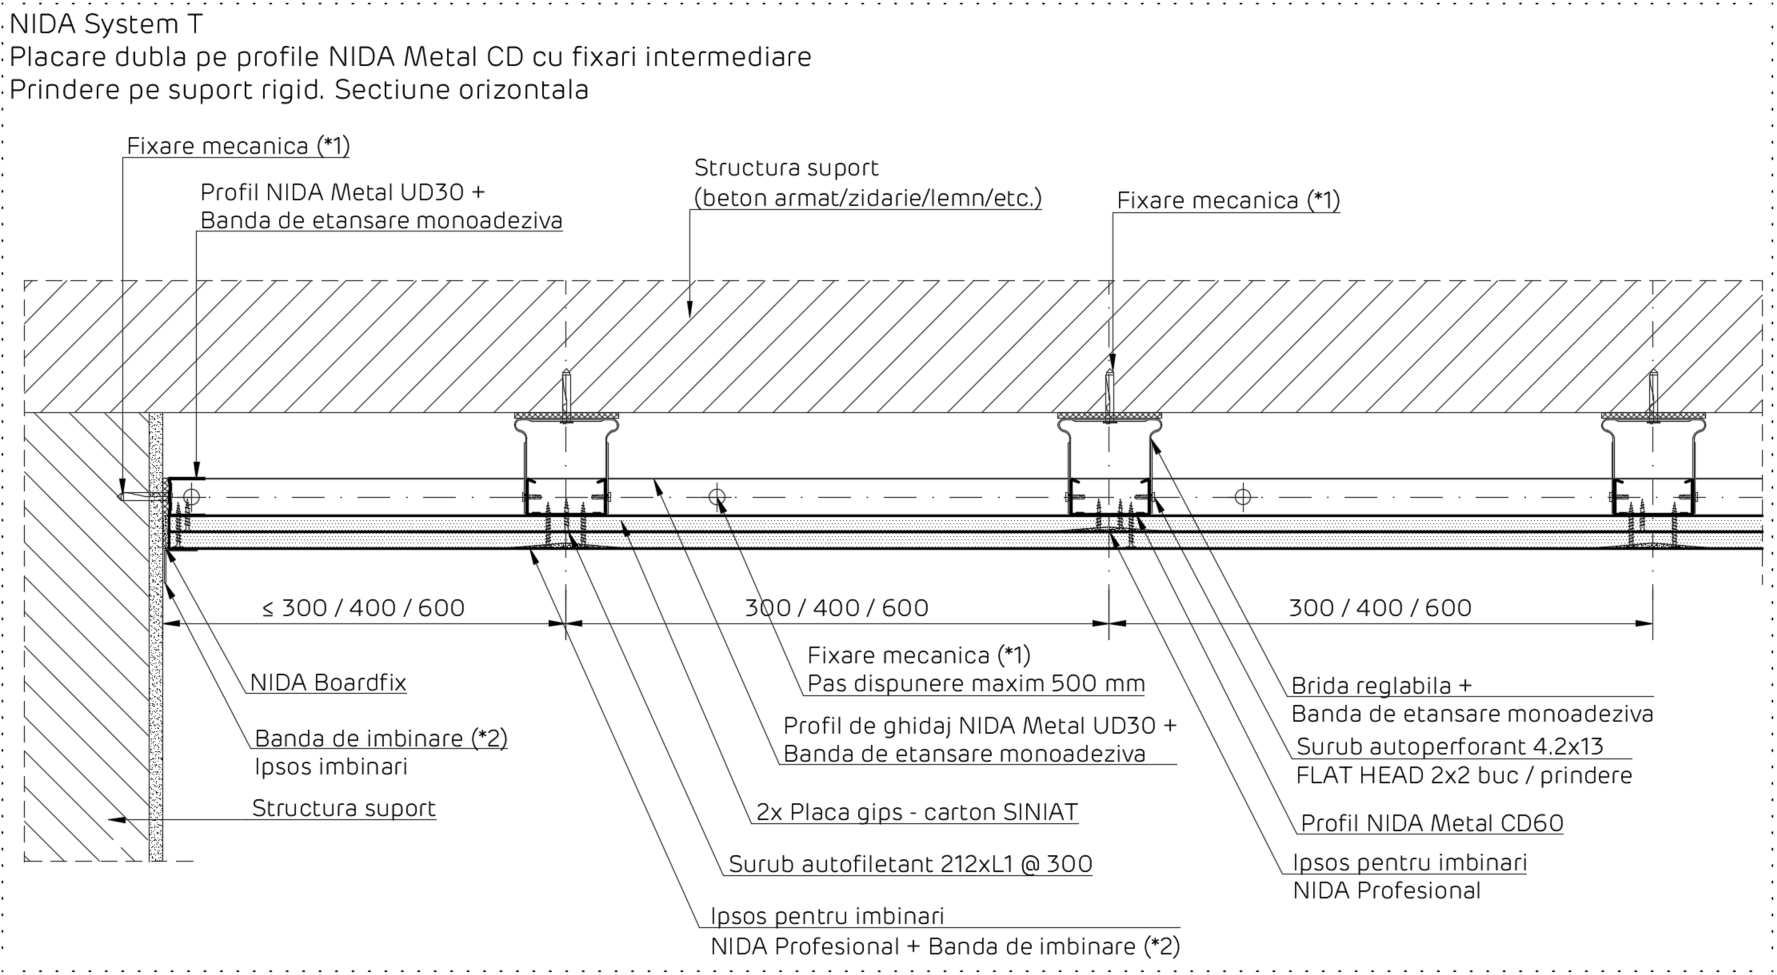 NIDA System T
Placare dubla pe profile NIDA Metal CD cu fixari intermediare
Prindere pe suport rigid. Sectiune orizontala
Fixare mecanica (*1)
Profil NIDA Metal UD30 +
Banda de etansare monoadeziva
Structura suport
(beton armat/zidarie/lemn/etc.)
Fixare mecanica (*1)
≤ 300 / 400 / 600
300 / 400 / 600
300 / 400 / 600
NIDA Boardfix
Banda de imbinare (*2)
Ipsos imbinari
Structura suport
Fixare mecanica (*1)
Pas dispunere maxim 500 mm
Profil de ghidaj NIDA Metal UD30 +
Banda de etansare monoadeziva
2x Placa gips - carton SINIAT
Surub autofiletant 212xL1 @ 300
Ipsos pentru imbinari
NIDA Profesional + Banda de imbinare (*2)
Brida reglabila +
Banda de etansare monoadeziva
Surub autoperforant 4.2x13
FLAT HEAD 2x2 buc / prindere
Profil NIDA Metal CD60
Ipsos pentru imbinari
NIDA Profesional